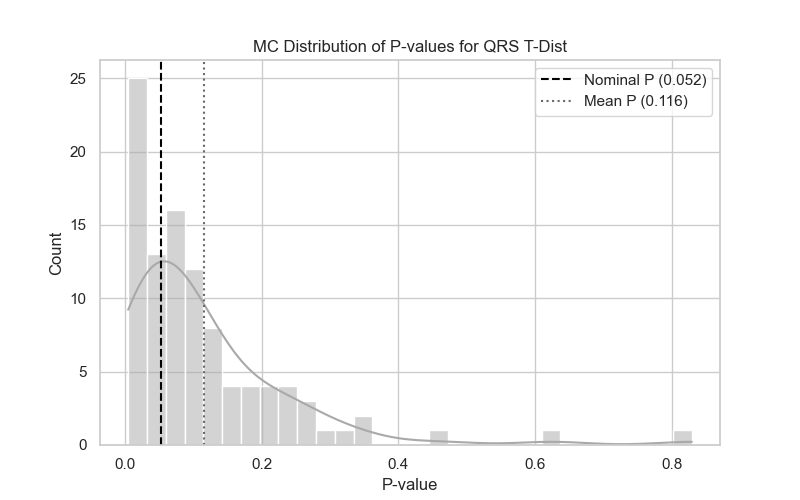 MC Distribution of P-values for QRS T-Dist
Nominal P (0.052)
Mean P (0.116)
25
20
15
10
5
0
Count
0.0 0.2 0.4 0.6 0.8
P-value